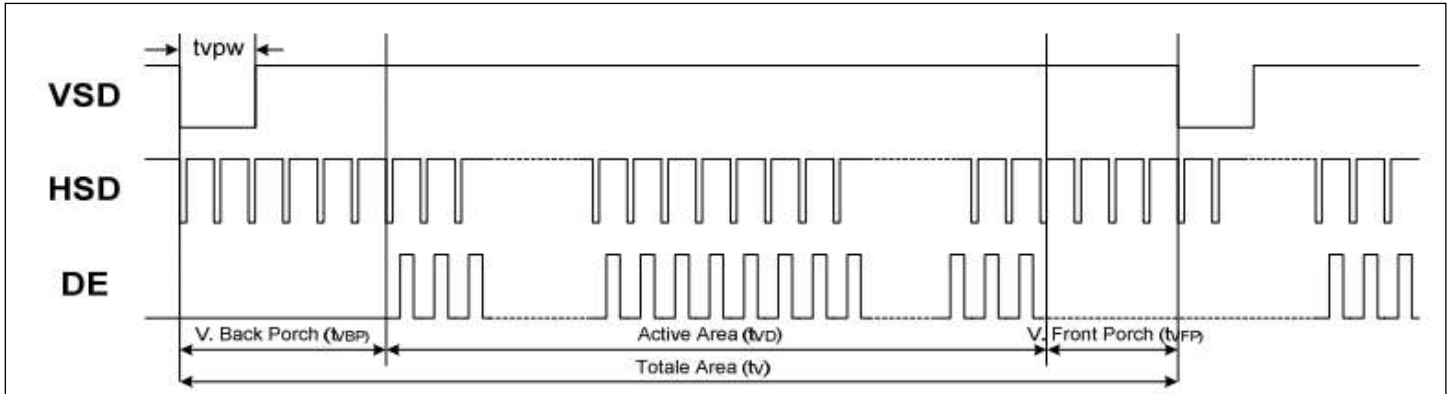 tvpw
VSD
HSD
DE
V. Back Porch (tVBP)
Active Area (tVD)
V. Front Porch (tVFP)
Totale Area (tv)